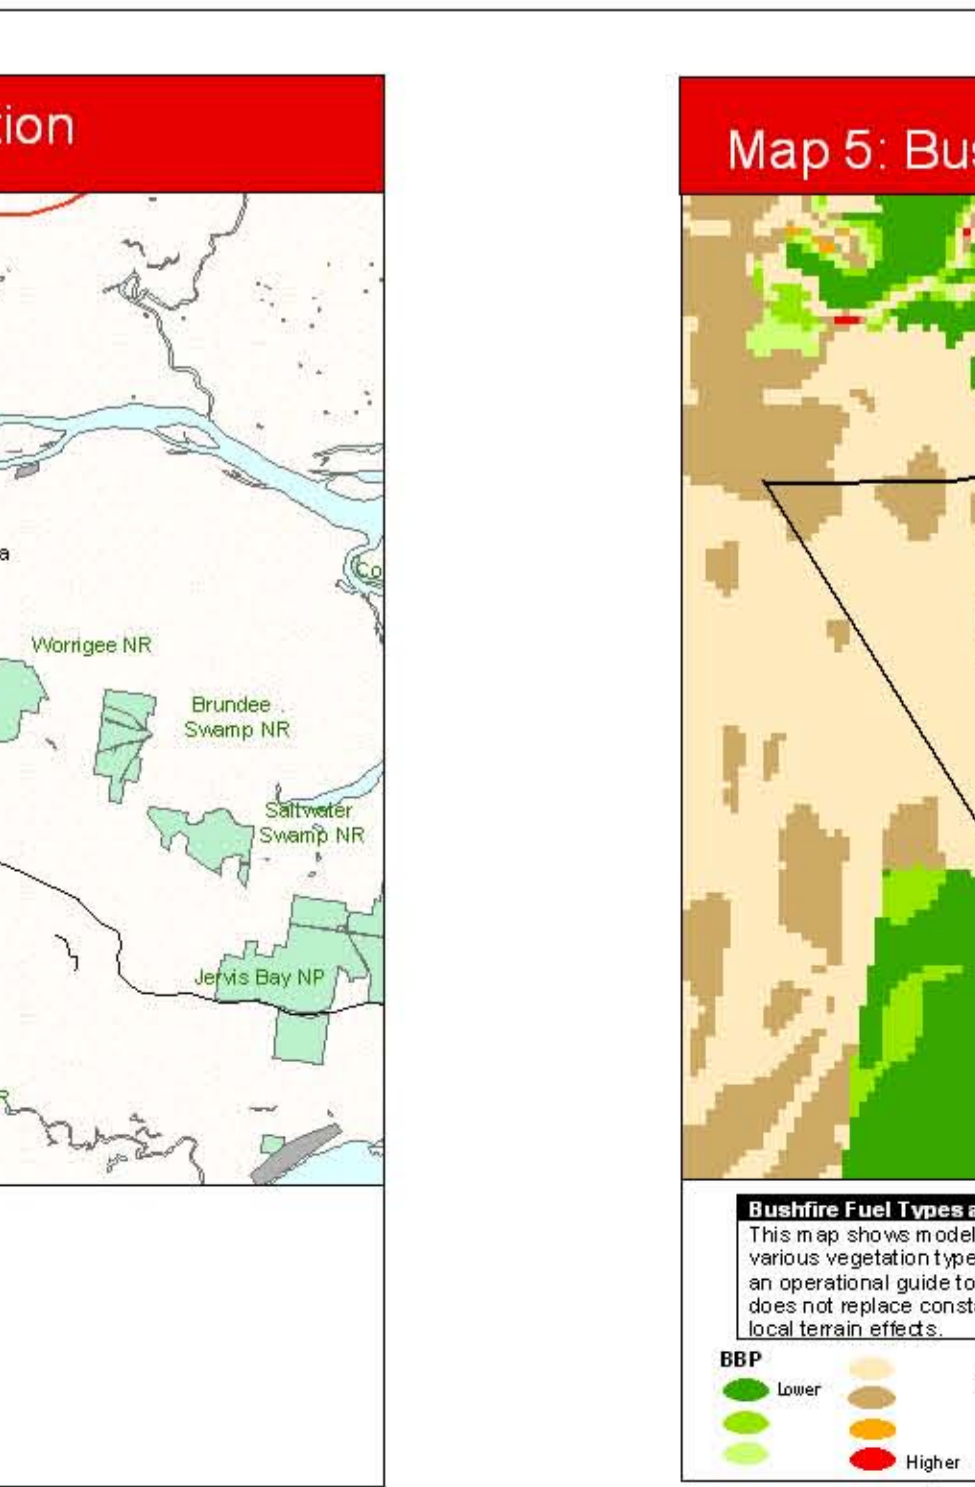 tion
a
Worrigee NR
Brundee
Swamp NR
Co
Saltwater
Swamp NR
Jervis Bay NP
R
Map 5: Bus
Bushfire Fuel Types a
This map shows model
various vegetation type
an operational guide to
does not replace consta
local terrain effects.
BBP
Lower
Higher